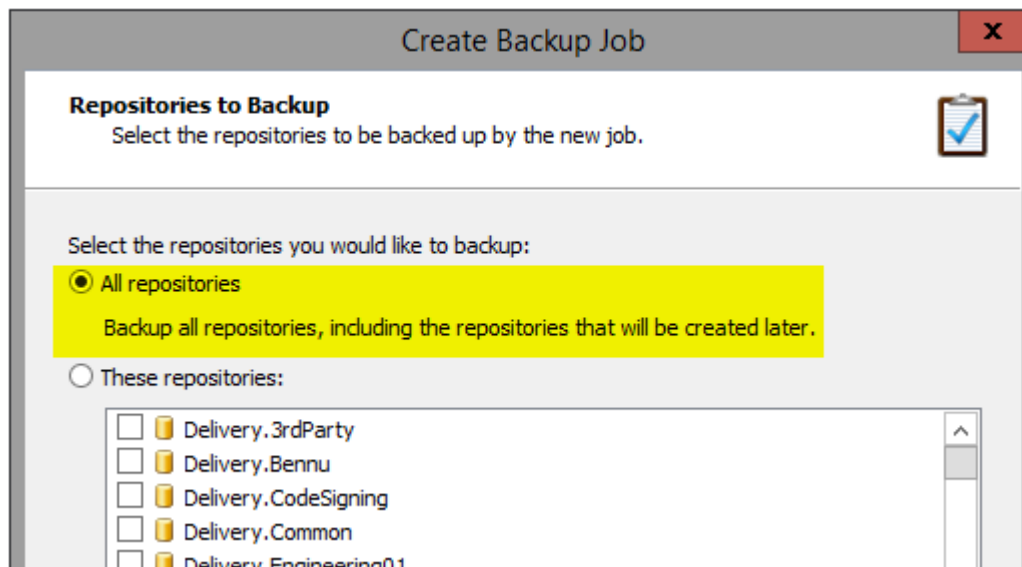 Create Backup Job
x
Repositories to Backup
Select the repositories to be backed up by the new job.
Select the repositories you would like to backup:
All repositories
Backup all repositories, including the repositories that will be created later.
These repositories:
Delivery.3rdParty
Delivery.Bennu
Delivery.CodeSigning
Delivery.Common
Delivery.Engineering01